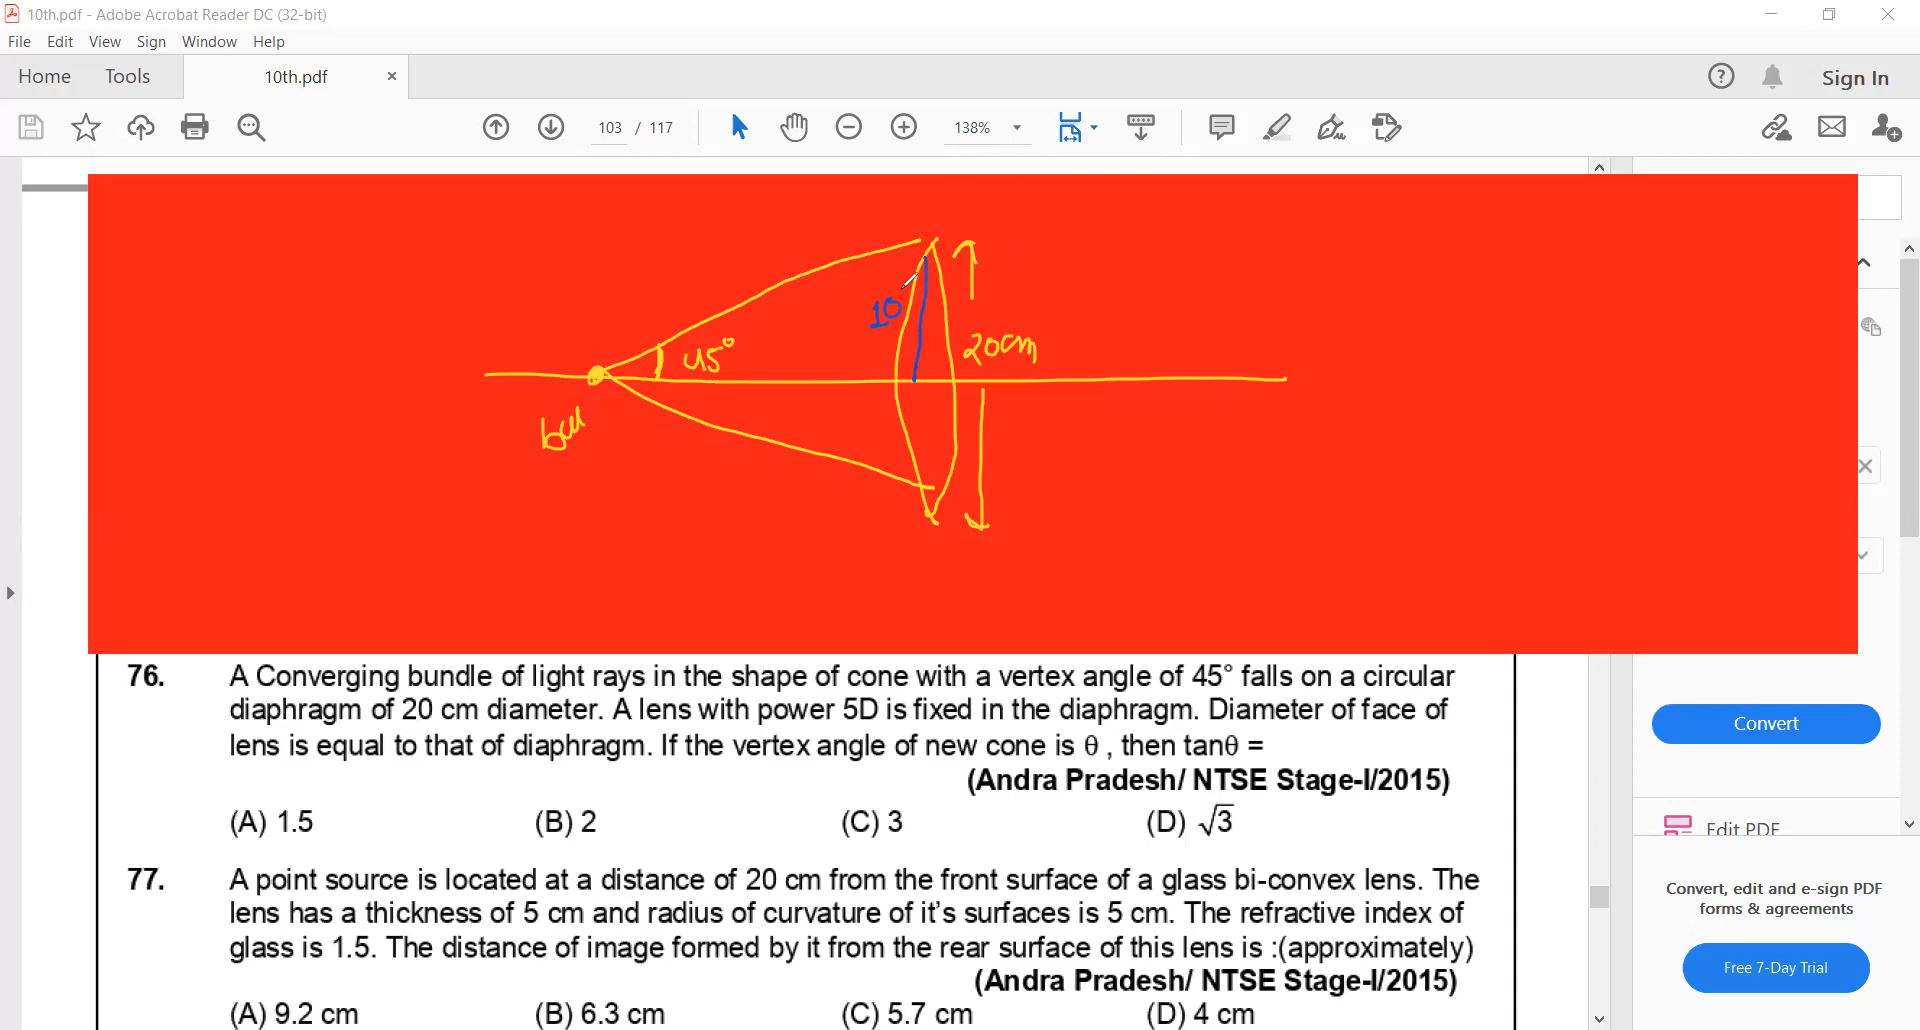 10th.pdf - Adobe Acrobat Reader DC (32-bit)
File Edit View Sign Window Help
Home Tools 10th.pdf × Sign In
103 / 117 138%
10
45°
20cm
76. A Converging bundle of light rays in the shape of cone with a vertex angle of 45° falls on a circular
diaphragm of 20 cm diameter. A lens with power 5D is fixed in the diaphragm. Diameter of face of
lens is equal to that of diaphragm. If the vertex angle of new cone is θ , then tanθ =
(Andra Pradesh/ NTSE Stage-I/2015)
(A) 1.5 (B) 2 (C) 3 (D) √3
77. A point source is located at a distance of 20 cm from the front surface of a glass bi-convex lens. The
lens has a thickness of 5 cm and radius of curvature of it's surfaces is 5 cm. The refractive index of
glass is 1.5. The distance of image formed by it from the rear surface of this lens is :(approximately)
(Andra Pradesh/ NTSE Stage-I/2015)
(A) 9.2 cm (B) 6.3 cm (C) 5.7 cm (D) 4 cm
Convert
Edit PDF
Convert, edit and e-sign PDF
forms & agreements
Free 7-Day Trial